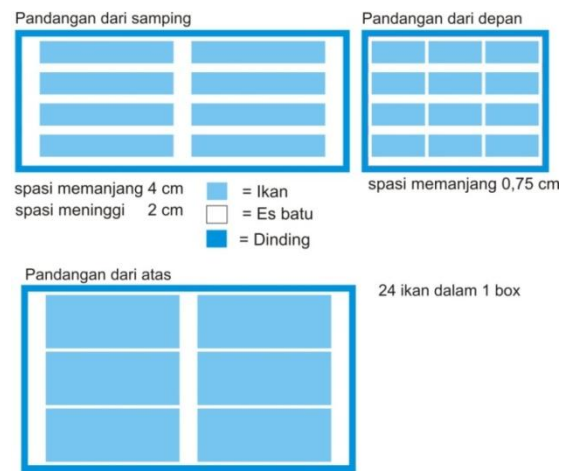 Pandangan dari samping
Pandangan dari depan
spasi memanjang 4 cm
spasi meninggi 2 cm
= Ikan
= Es batu
= Dinding
spasi memanjang 0,75 cm
Pandangan dari atas
24 ikan dalam 1 box